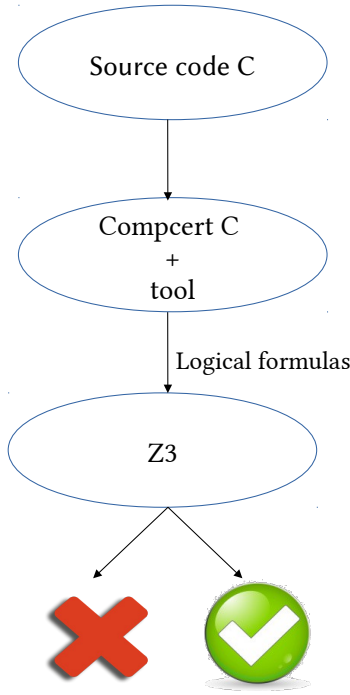 Source code C
Compcert C
+
tool
Logical formulas
Z3